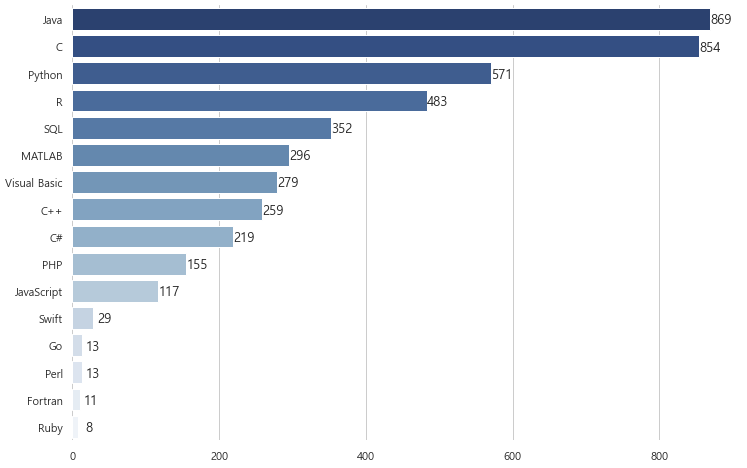 Java 869
C 854
Python 571
R 483
SQL 352
MATLAB 296
Visual Basic 279
C++ 259
C# 219
PHP 155
JavaScript 117
Swift 29
Go 13
Perl 13
Fortran 11
Ruby 8
0 200 400 600 800